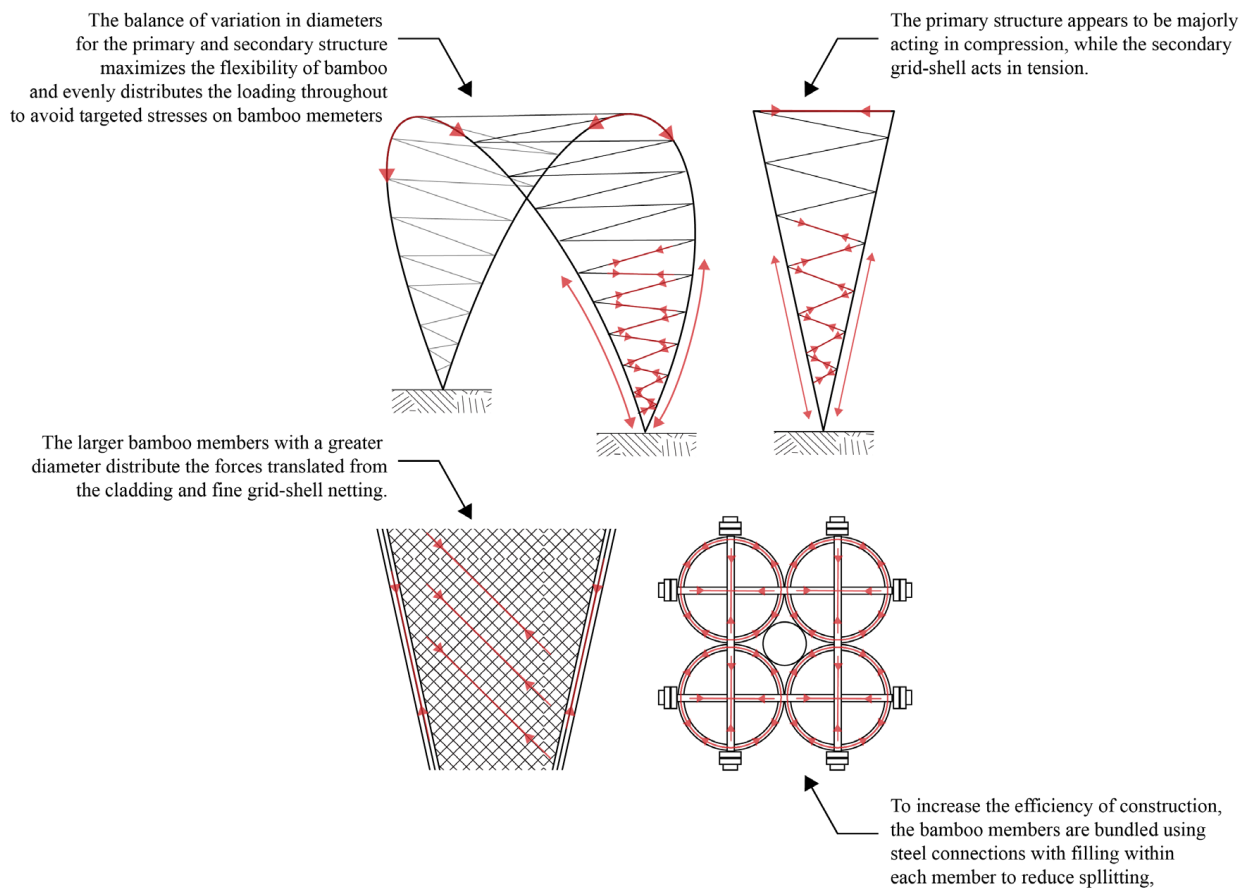 The balance of variation in diameters
for the primary and secondary structure
maximizes the flexibility of bamboo
and evenly distributes the loading throughout
to avoid targeted stresses on bamboo memeters
The primary structure appears to be majorly
acting in compression, while the secondary
grid-shell acts in tension.
The larger bamboo members with a greater
diameter distribute the forces translated from
the cladding and fine grid-shell netting.
To increase the efficiency of construction,
the bamboo members are bundled using
steel connections with filling within
each member to reduce spllitting,